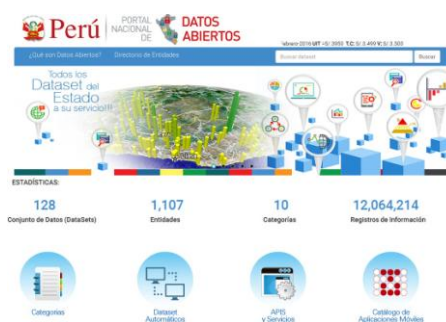 Perú
PORTAL
NACIONAL
DE
DATOS
ABIERTOS
¿Qué son Datos Abiertos? Directorio de Entidades
Buscar dataset
Buscar
Todos los
Dataset del
Estado
a su servicio!!!
ESTADÍSTICAS:
128 1,107 10 12,064,214
Conjunto de Datos (DataSets) Entidades Categorías Registros de Información
Categorías Dataset
Automáticos APIS
y Servicios Catálogo de
Aplicaciones Móviles